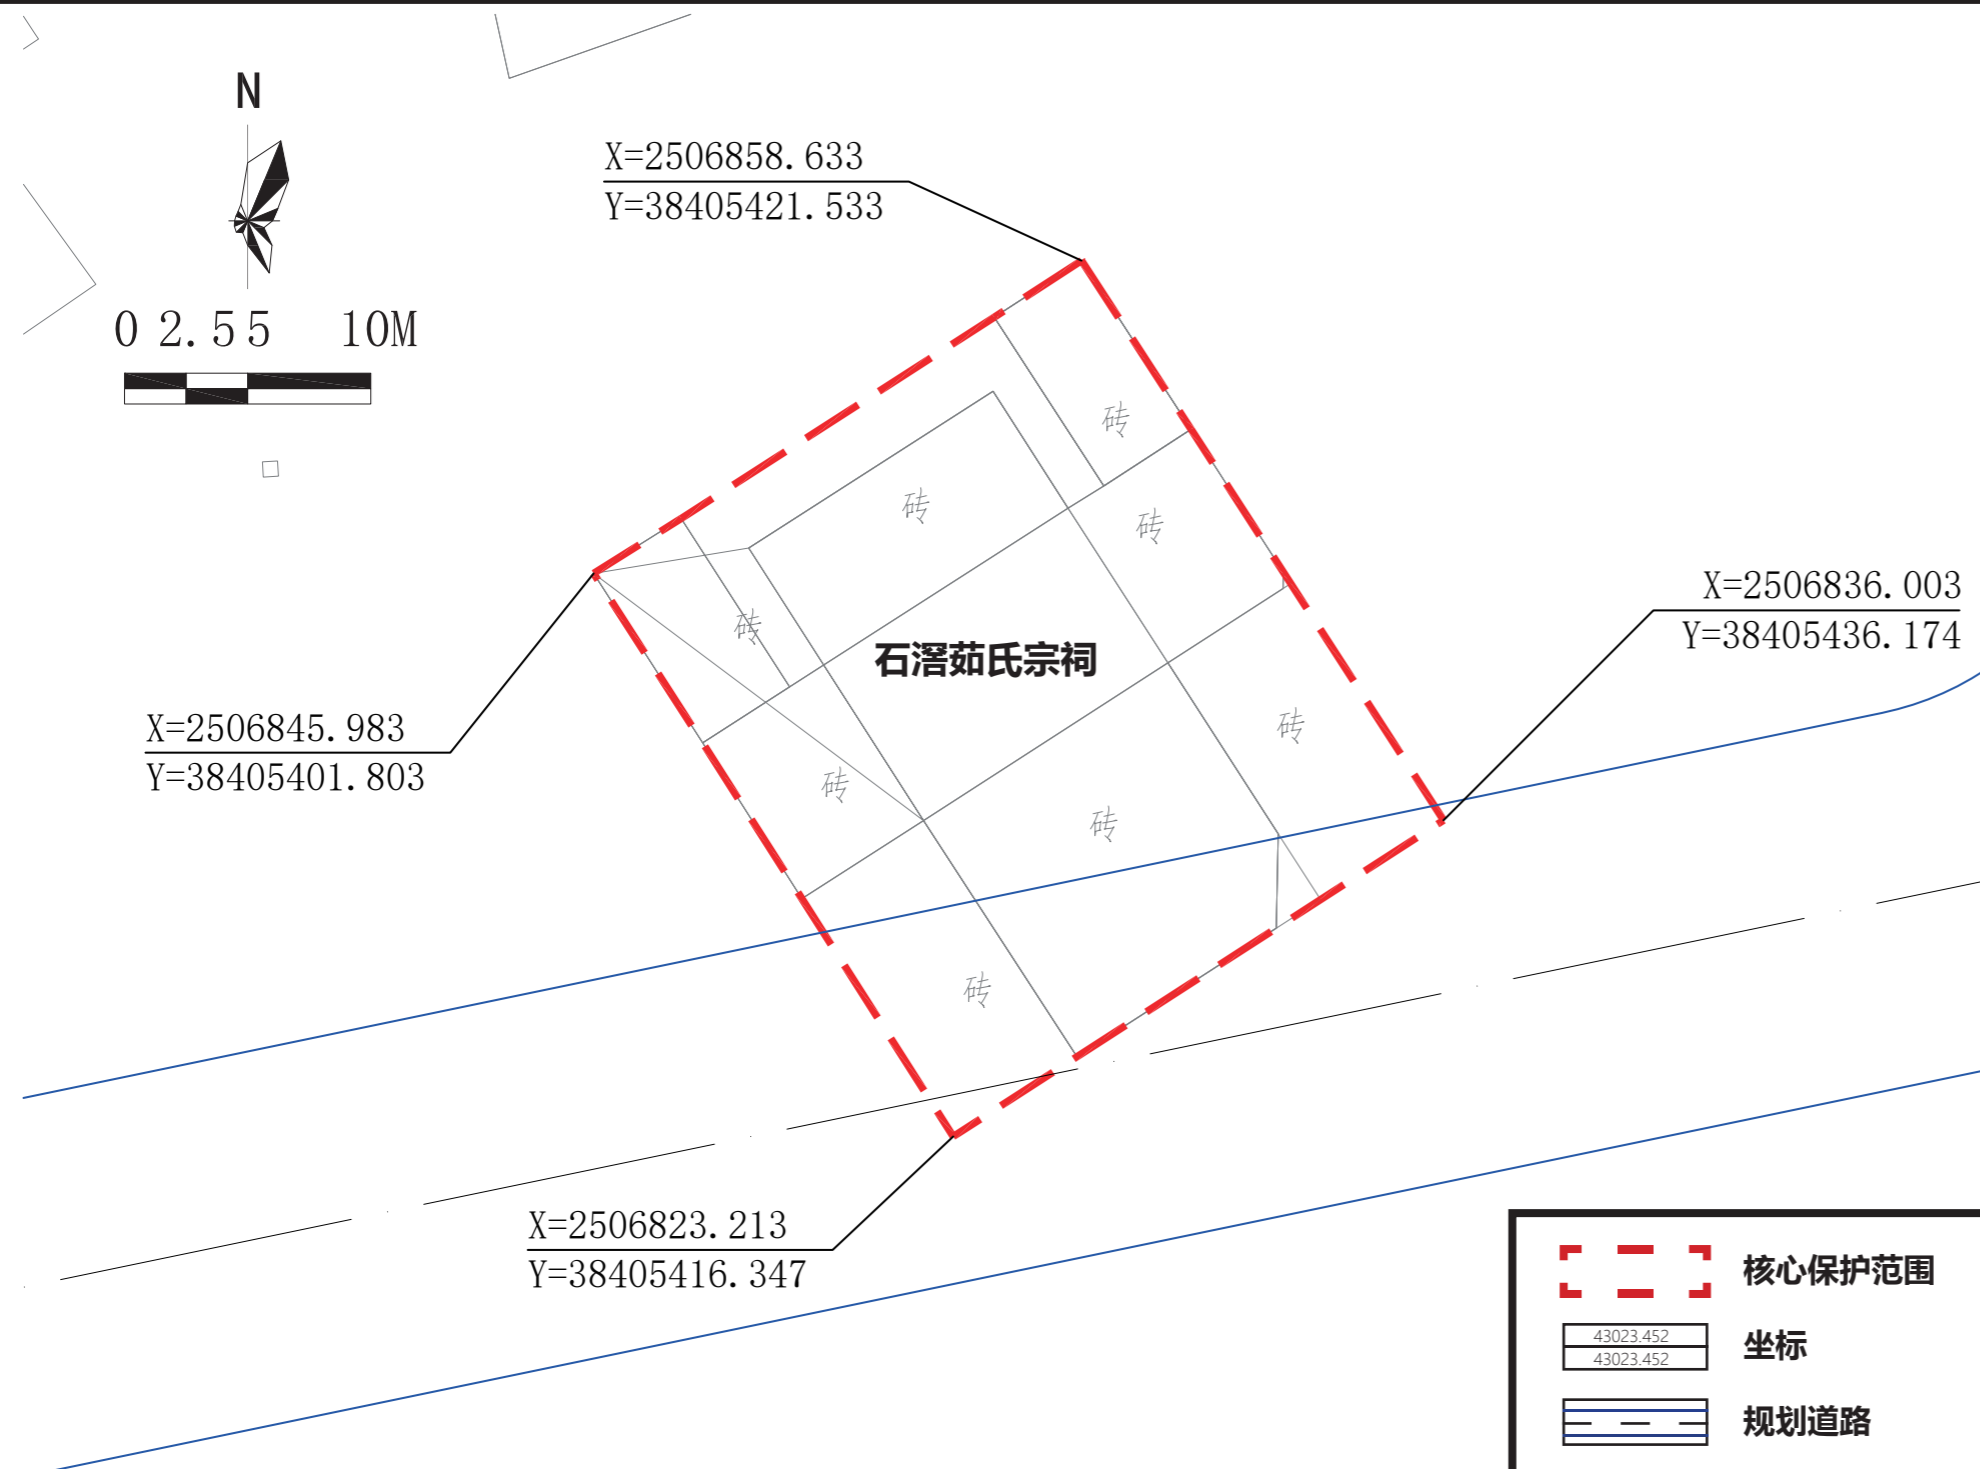 N
0 2.55 10M
X=2506858.633
Y=38405421.533
砖
砖
砖
X=2506836.003
Y=38405436.174
砖
石滘茹氏宗祠
X=2506845.983
Y=38405401.803
砖
砖
砖
砖
X=2506823.213
Y=38405416.347
核心保护范围
43023.452
43023.452
坐标
规划道路